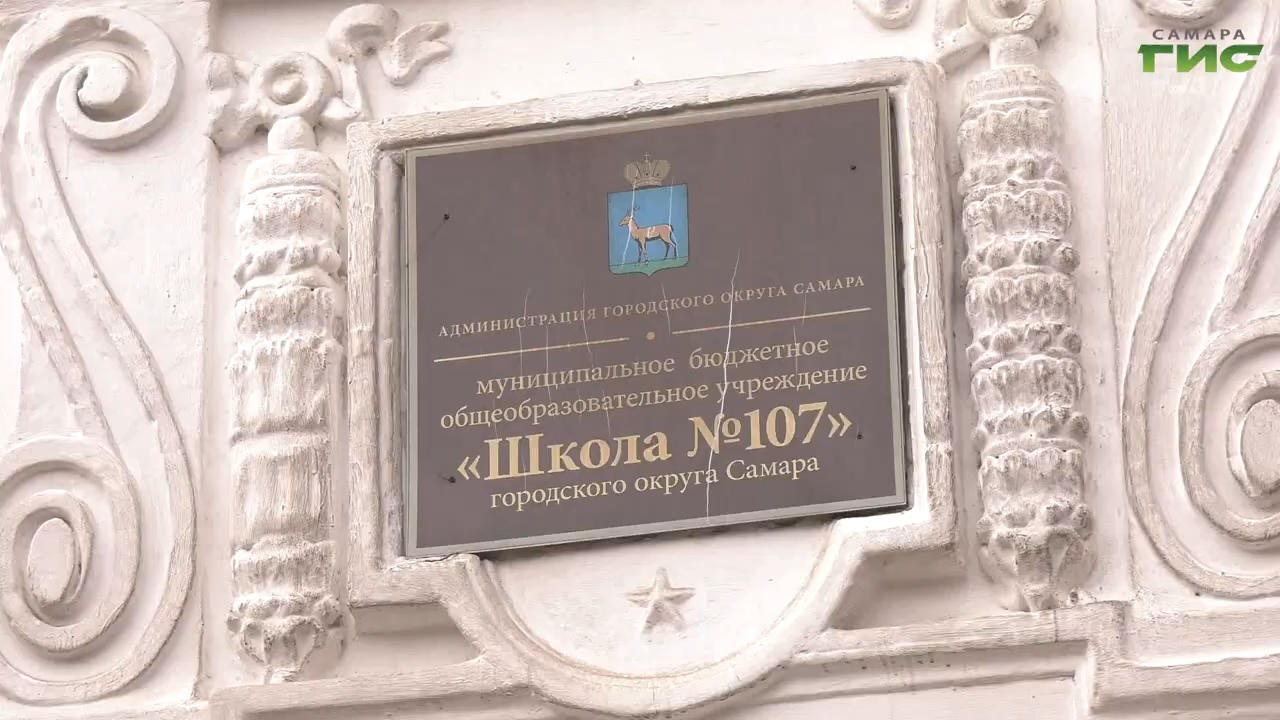 САМАРА
ГИС
АДМИНИСТРАЦИЯ ГОРОДСКОГО ОКРУГА САМАРА
муниципальное бюджетное
общеобразовательное учреждение
«Школа №107»
городского округа Самара